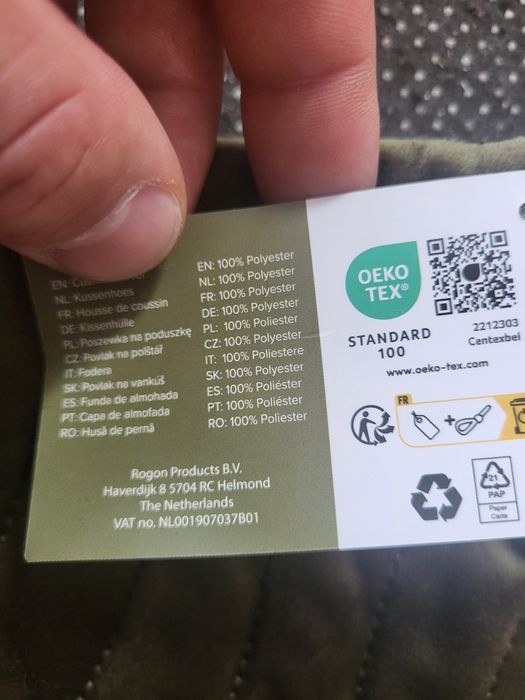 EN: 
NL: Kussenhoes
FR: Housse de coussin
DE: Kissenhülle
PL: Poszewka na poduszkę
CZ: Povlak na polštář
IT: Fodera
SK: Povlak na vankúš
ES: Funda de almohada
PT: Capa de almofada
RO: Husă de pernă
EN: 100% Polyester
NL: 100% Polyester
FR: 100% Polyester
DE: 100% Polyester
PL: 100% Poliester
CZ: 100% Polyester
IT: 100% Poliestere
SK: 100% Polyester
ES: 100% Poliéster
PT: 100% Poliéster
RO: 100% Poliester
Rogon Products B.V.
Haverdijk 8 5704 RC Helmond
The Netherlands
VAT no. NL001907037B01
OEKO
TEX®
STANDARD
100
2212303
Centexbel
www.oeko-tex.com
FR
+
21
PAP
Paper
Carta